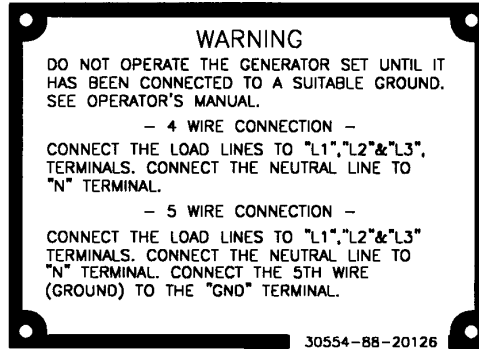 WARNING
DO NOT OPERATE THE GENERATOR SET UNTIL IT
HAS BEEN CONNECTED TO A SUITABLE GROUND.
SEE OPERATOR'S MANUAL.
- 4 WIRE CONNECTION -
CONNECT THE LOAD LINES TO "L1","L2"&"L3",
TERMINALS. CONNECT THE NEUTRAL LINE TO
"N" TERMINAL.
- 5 WIRE CONNECTION -
CONNECT THE LOAD LINES TO "L1","L2"&"L3"
TERMINALS. CONNECT THE NEUTRAL LINE TO
"N" TERMINAL. CONNECT THE 5TH WIRE
(GROUND) TO THE "GND" TERMINAL.
30554-88-20126